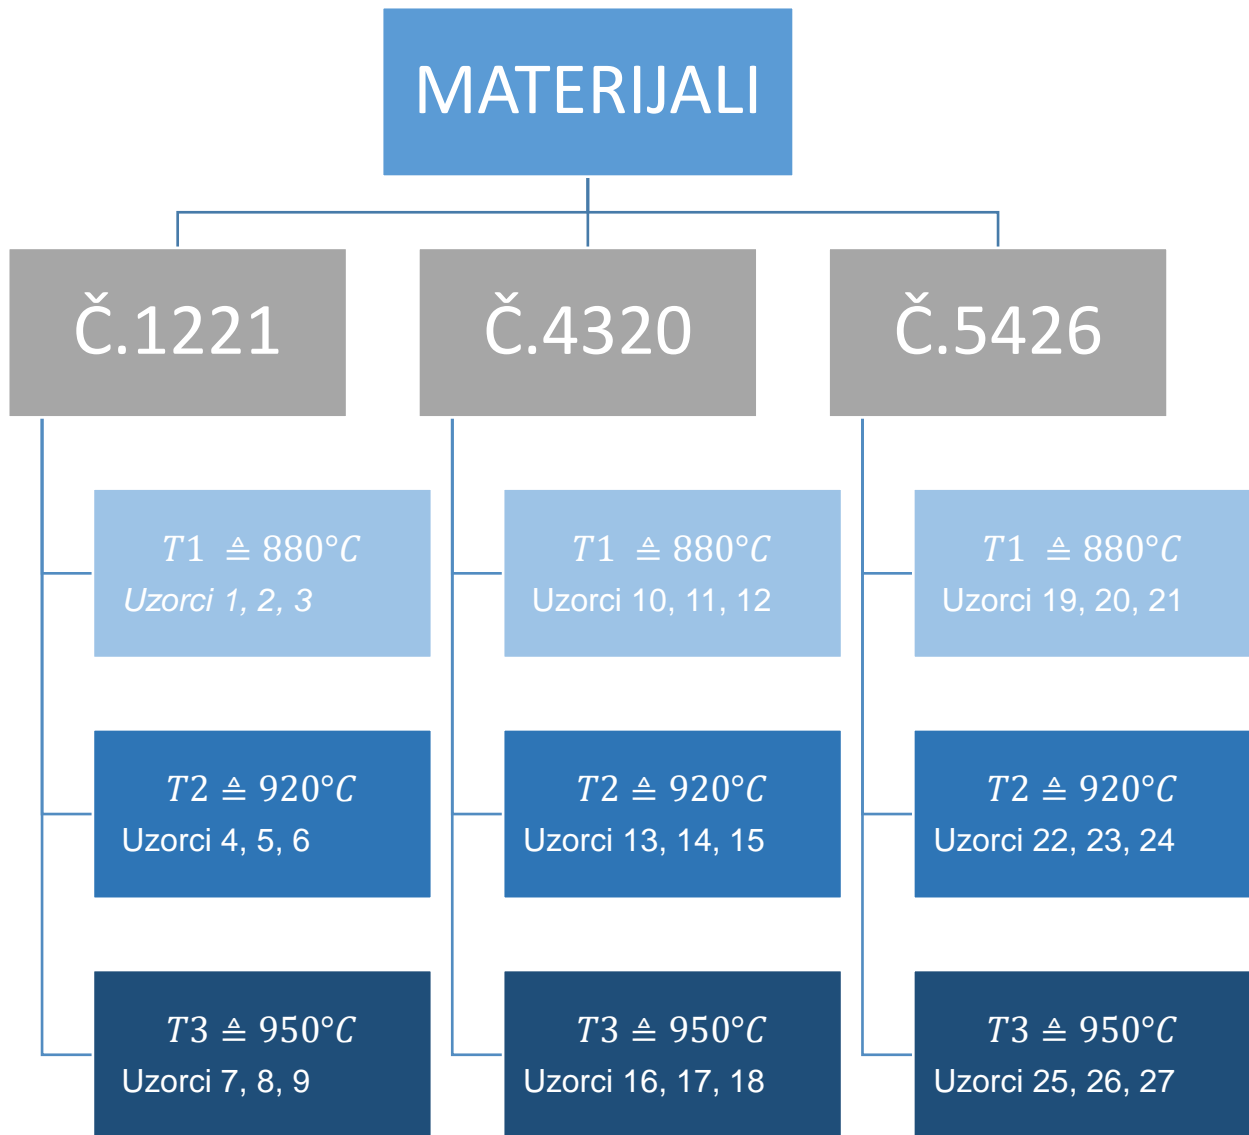 MATERIJALI
Č.1221
Č.4320
Č.5426
T1 ≙ 880°C
Uzorci 1, 2, 3
T1 ≙ 880°C
Uzorci 10, 11, 12
T1 ≙ 880°C
Uzorci 19, 20, 21
T2 ≙ 920°C
Uzorci 4, 5, 6
T2 ≙ 920°C
Uzorci 13, 14, 15
T2 ≙ 920°C
Uzorci 22, 23, 24
T3 ≙ 950°C
Uzorci 7, 8, 9
T3 ≙ 950°C
Uzorci 16, 17, 18
T3 ≙ 950°C
Uzorci 25, 26, 27